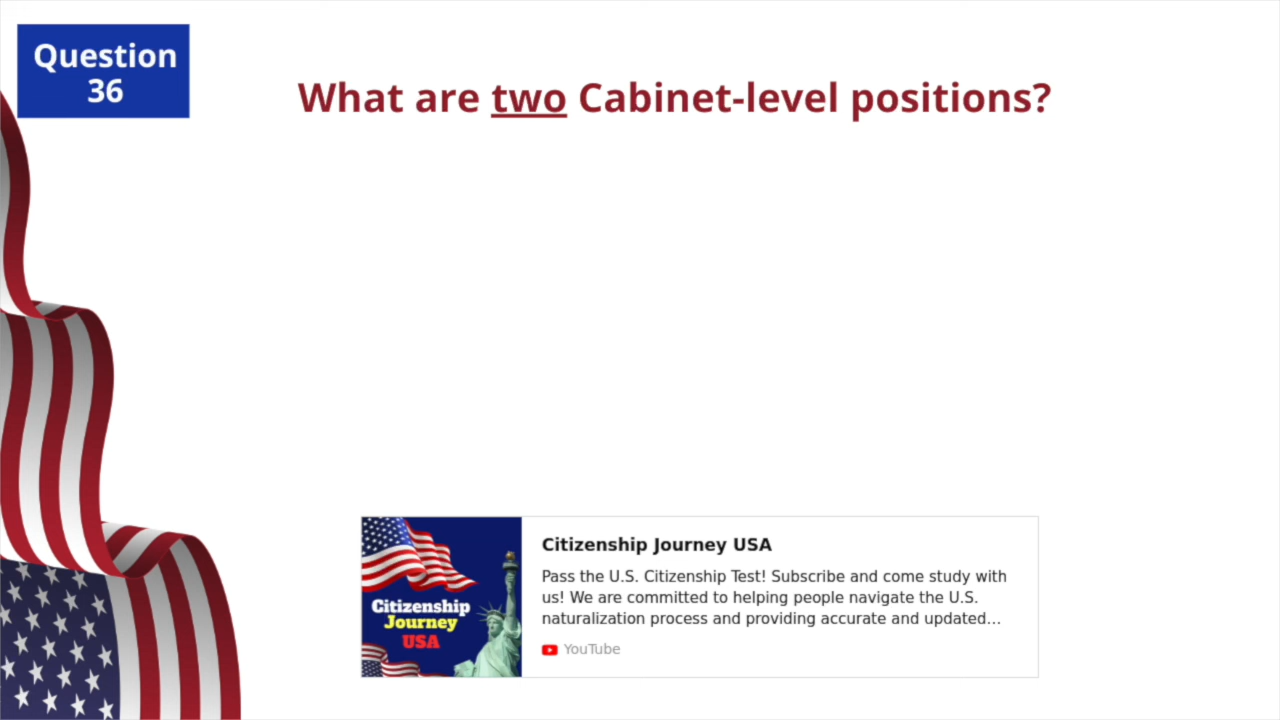 Question
36
What are two Cabinet-level positions?
Citizenship Journey USA
Pass the U.S. Citizenship Test! Subscribe and come study with
us! We are committed to helping people navigate the U.S.
naturalization process and providing accurate and updated...
YouTube
Citizenship
Journey
USA